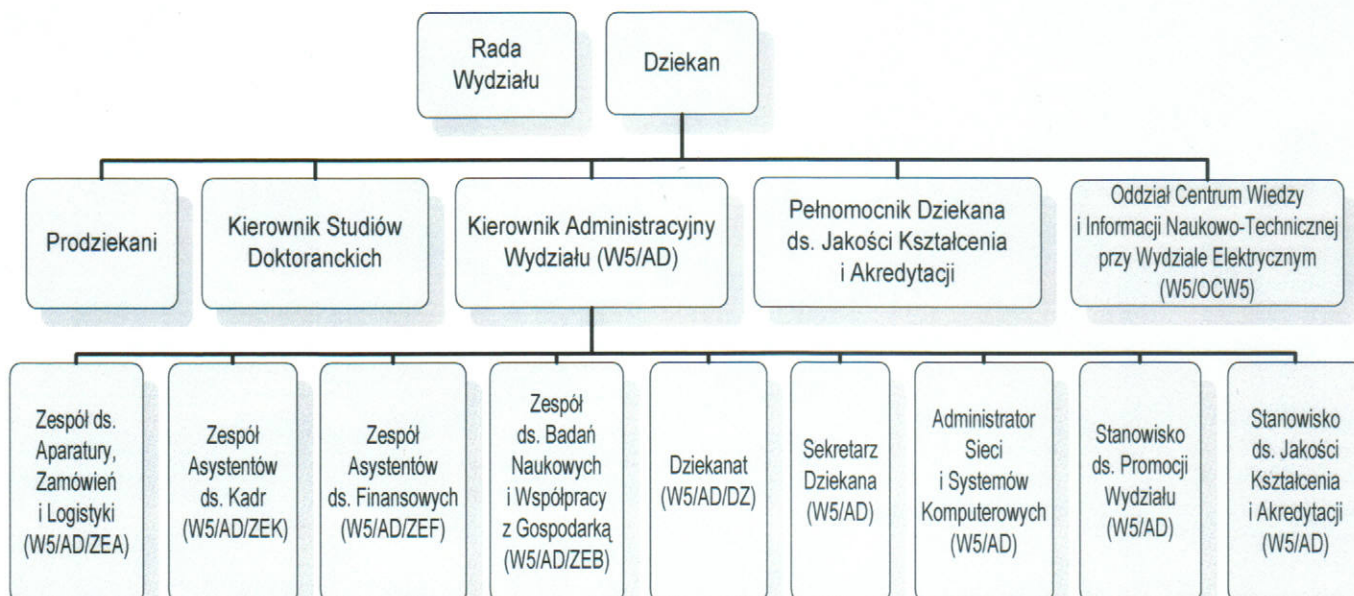 Rada
Wydziału
Dziekan
Prodziekani
Kierownik Studiów
Doktoranckich
Kierownik Administracyjny
Wydziału (W5/AD)
Pełnomocnik Dziekana
ds. Jakości Kształcenia
i Akredytacji
Oddział Centrum Wiedzy
i Informacji Naukowo-Technicznej
przy Wydziale Elektrycznym
(W5/OCW5)
Zespół ds.
Aparatury,
Zamówień
i Logistyki
(W5/AD/ZEA)
Zespół
Asystentów
ds. Kadr
(W5/AD/ZEK)
Zespół
Asystentów
ds. Finansowych
(W5/AD/ZEF)
Zespół
ds. Badań
Naukowych
i Współpracy
z Gospodarką
(W5/AD/ZEB)
Dziekanat
(W5/AD/DZ)
Sekretarz
Dziekana
(W5/AD)
Administrator
Sieci
i Systemów
Komputerowych
(W5/AD)
Stanowisko
ds. Promocji
Wydziału
(W5/AD)
Stanowisko
ds. Jakości
Kształcenia
i Akredytacji
(W5/AD)